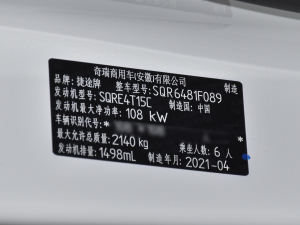 奇瑞商用车(安徽)有限公司 制造
品牌:捷途牌 整车型号:SQR6481F089
发动机型号:SQRE4T15C 制造国:中国
发动机最大净功率:108 kW
车辆识别代号:* *
最大允许总质量:2140 kg 乘坐人数:6 人
发动机排量:1498mL 制造年月:2021-04